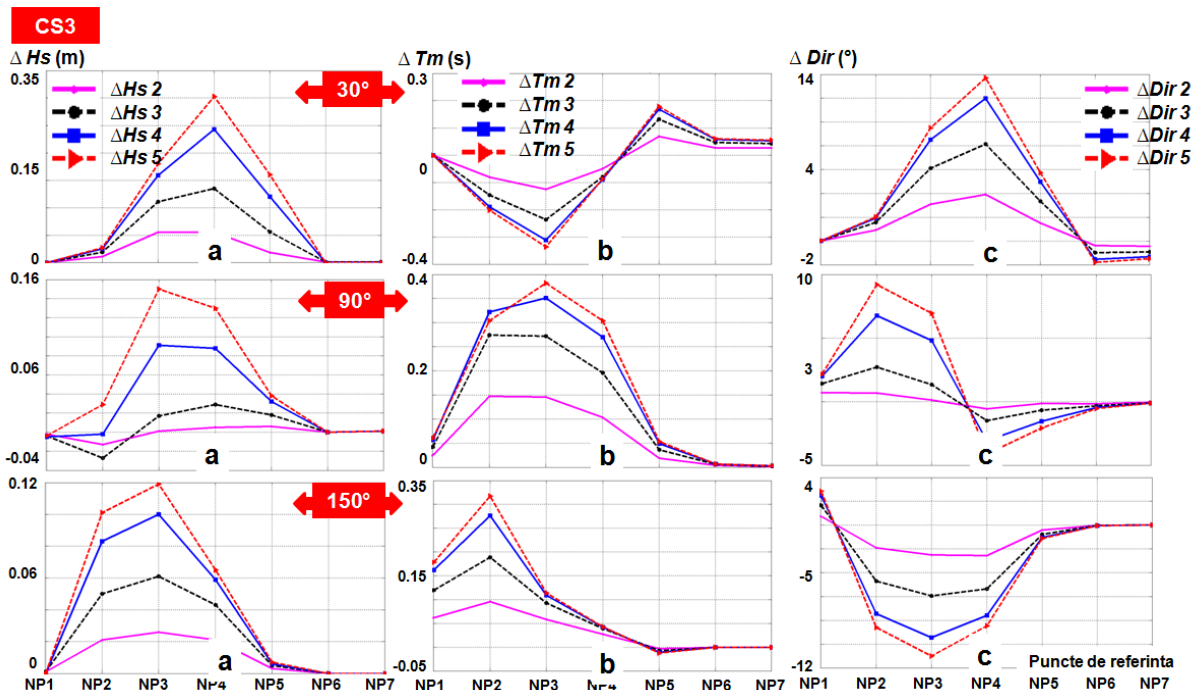 CS3
Δ Hs (m)
Δ Tm (s)
Δ Dir (°)
0.35
0.15
0
ΔHs 2
ΔHs 3
ΔHs 4
ΔHs 5
a
30°
0.3
0
-0.4
ΔTm 2
ΔTm 3
ΔTm 4
ΔTm 5
b
14
4
-2
ΔDir 2
ΔDir 3
ΔDir 4
ΔDir 5
c
0.16
0.06
-0.04
a
90°
0.4
0.2
0
b
10
3
-5
c
0.12
0.06
0
a
150°
0.35
0.15
-0.05
b
4
-5
-12
c
Puncte de referinta
NP1 NP2 NP3 NP4 NP5 NP6 NP7
NP1 NP2 NP3 NP4 NP5 NP6 NP7
NP1 NP2 NP3 NP4 NP5 NP6 NP7